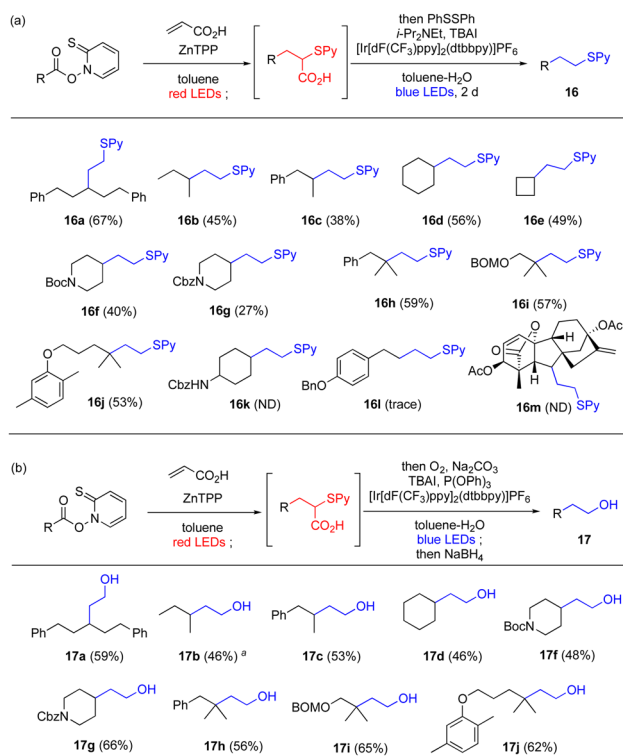 (a)
S
O
R
O
N
CO2H
ZnTPP
toluene
red LEDs ;
R
SPy
CO2H
then PhSSPh
i-Pr2NEt, TBAI
[Ir[dF(CF3)ppy]2(dtbbpy)]PF6
toluene-H2O
blue LEDs, 2 d
R
SPy
16
SPy
Ph
Ph
16a (67%)
SPy
16b (45%)
Ph
SPy
16c (38%)
SPy
16d (56%)
SPy
16e (49%)
BocN
SPy
16f (40%)
CbzN
SPy
16g (27%)
Ph
SPy
16h (59%)
BOMO
SPy
16i (57%)
O
SPy
16j (53%)
CbzHN
SPy
16k (ND)
BnO
SPy
16l (trace)
O
O
H
OAc
AcO
H
SPy
16m (ND)
(b)
S
O
R
O
N
CO2H
ZnTPP
toluene
red LEDs ;
R
SPy
CO2H
then O2, Na2CO3
TBAI, P(OPh)3
[Ir[dF(CF3)ppy]2(dtbbpy)]PF6
toluene-H2O
blue LEDs ;
then NaBH4
R
OH
17
OH
Ph
Ph
17a (59%)
OH
17b (46%) a
Ph
OH
17c (53%)
OH
17d (46%)
BocN
OH
17f (48%)
CbzN
OH
17g (66%)
Ph
OH
17h (56%)
BOMO
OH
17i (65%)
O
OH
17j (62%)